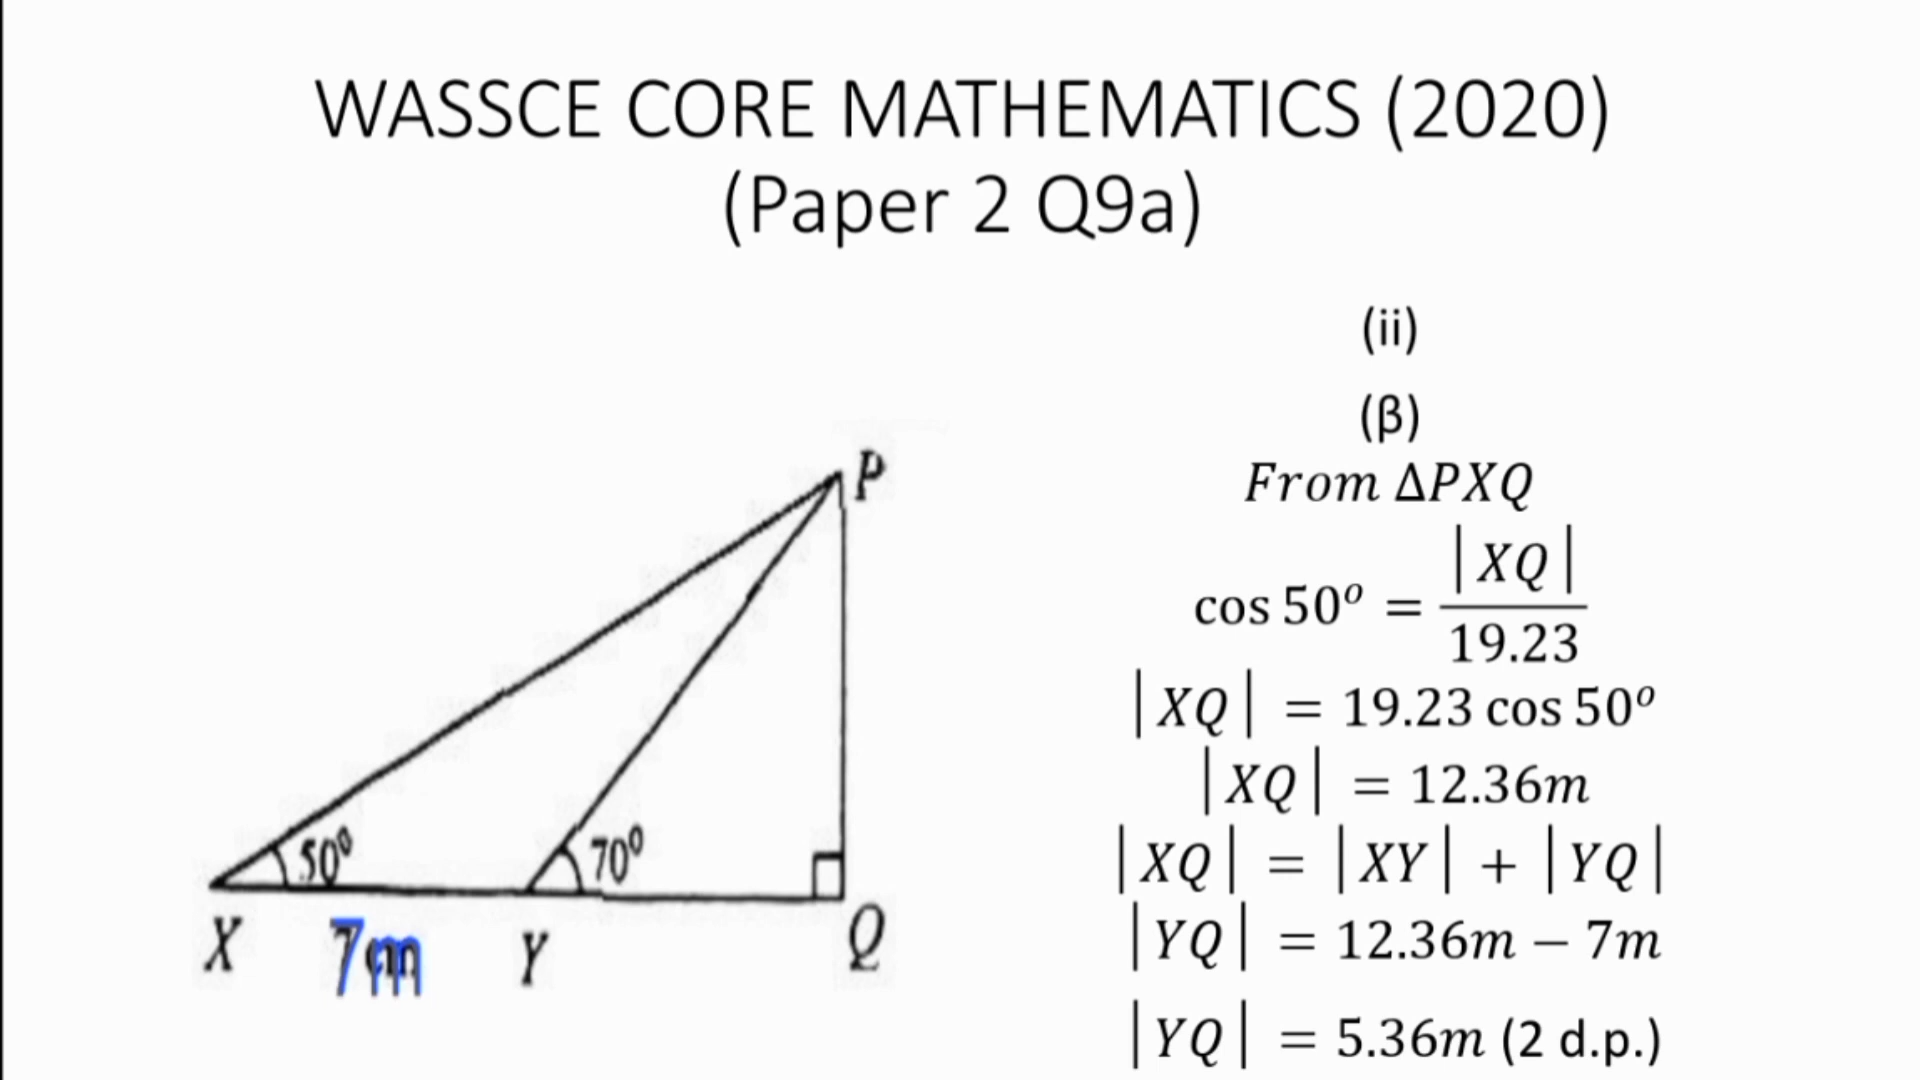 WASSCE CORE MATHEMATICS (2020)
(Paper 2 Q9a)
(ii)
(β)
From ΔPXQ
cos 50° = |XQ| / 19.23
|XQ| = 19.23 cos 50°
|XQ| = 12.36m
|XQ| = |XY| + |YQ|
|YQ| = 12.36m – 7m
|YQ| = 5.36m (2 d.p.)
P
50°
70°
X
7m
Y
Q